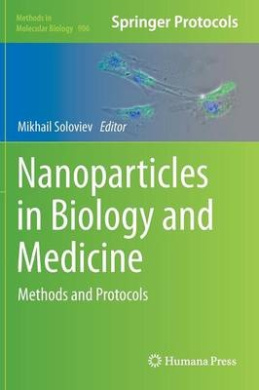 Methods in
Molecular Biology 906
Springer Protocols
Mikhail Soloviev Editor
Nanoparticles
in Biology and
Medicine
Methods and Protocols
Humana Press